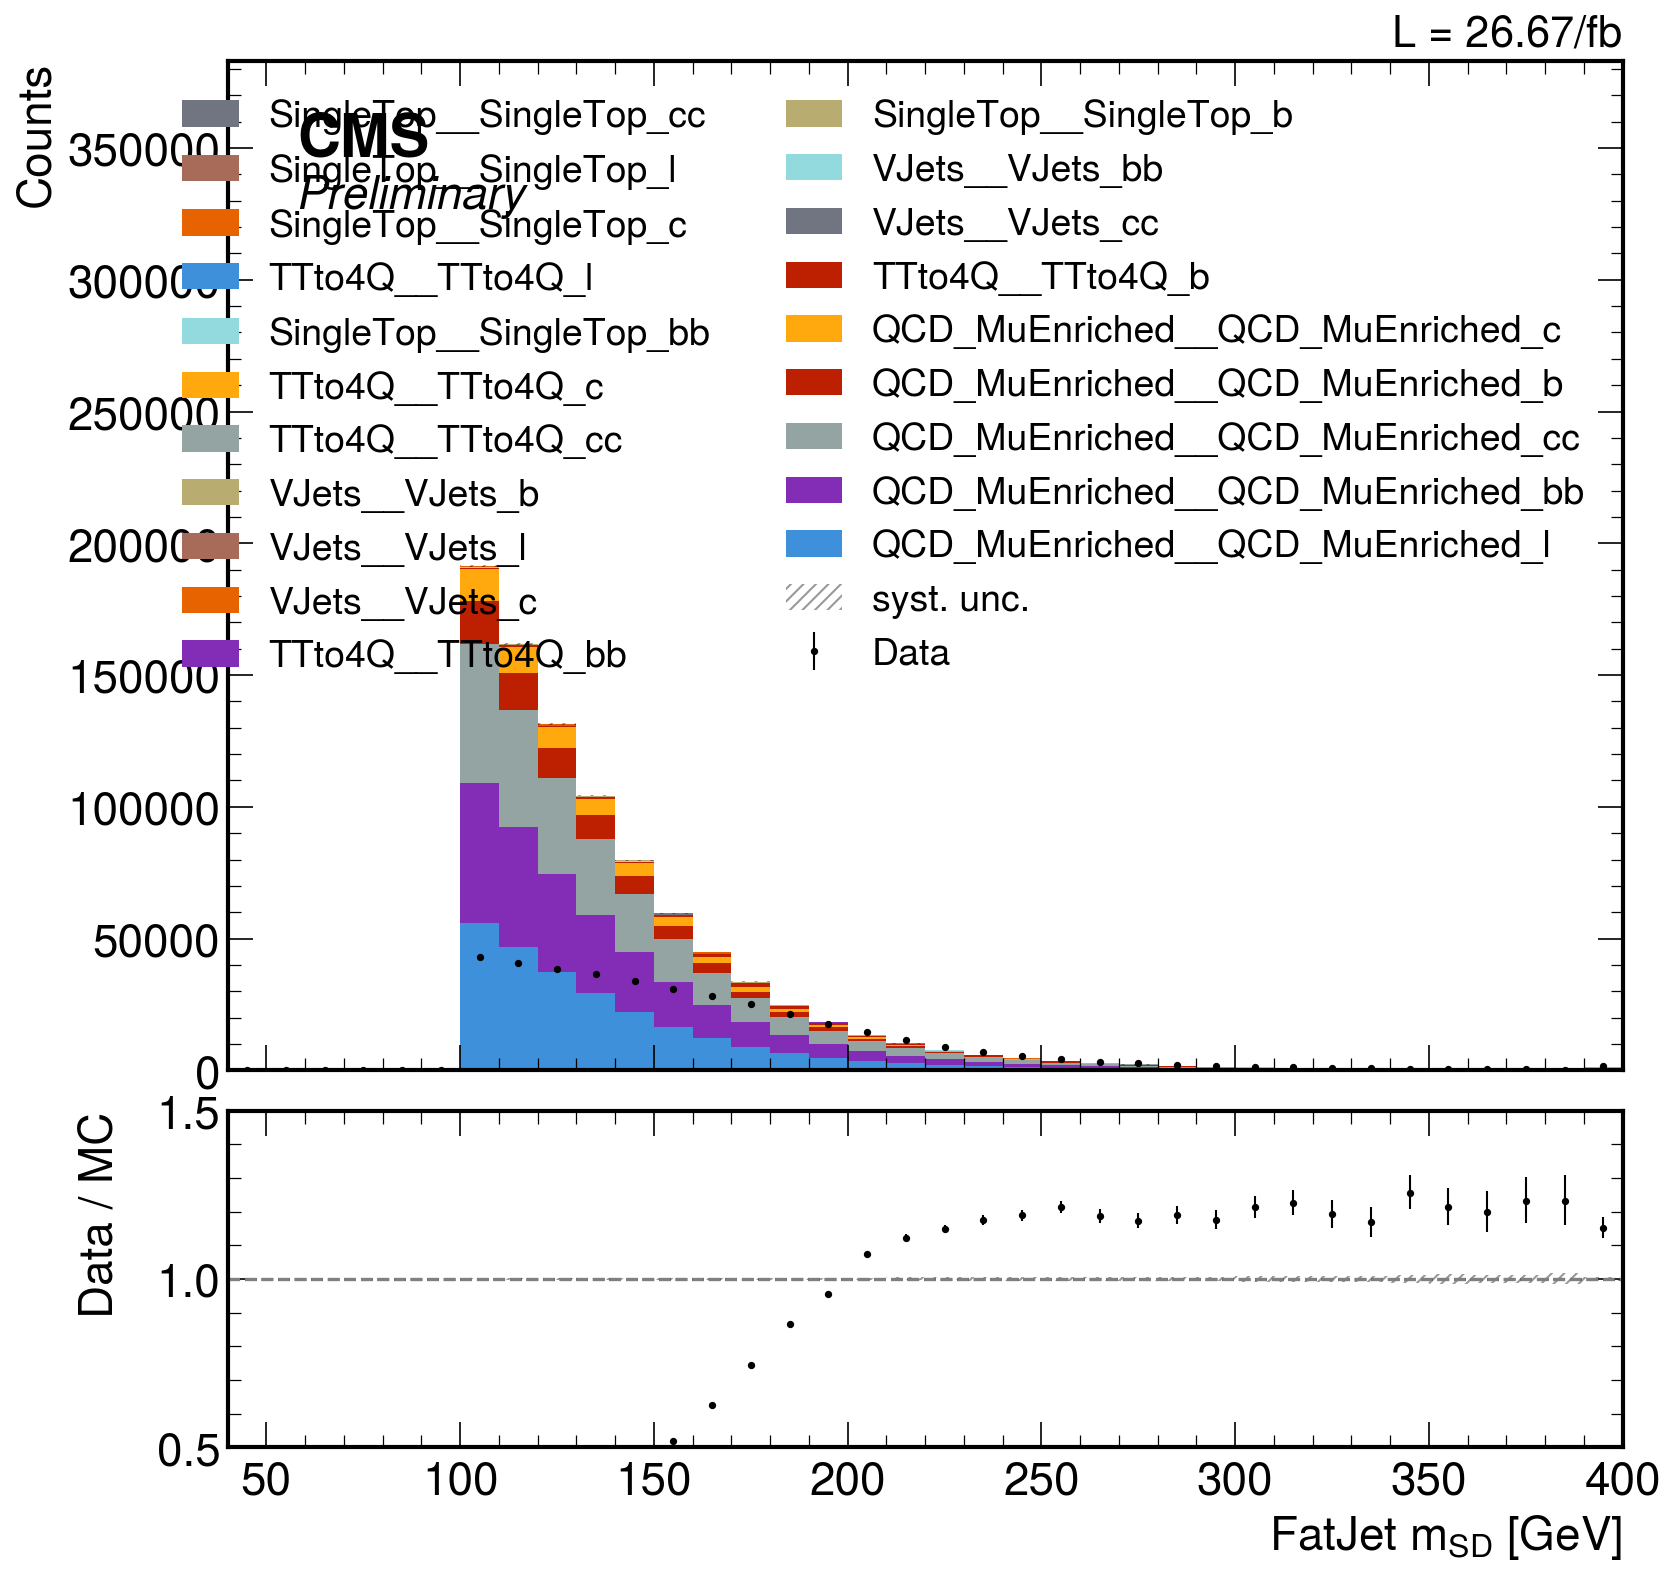 L = 26.67/fb
Counts
CMS
Preliminary
SingleTop__SingleTop_cc
SingleTop__SingleTop_l
SingleTop__SingleTop_c
TTto4Q__TTto4Q_l
SingleTop__SingleTop_bb
TTto4Q__TTto4Q_c
TTto4Q__TTto4Q_cc
VJets__VJets_b
VJets__VJets_l
VJets__VJets_c
TTto4Q__TTto4Q_bb
SingleTop__SingleTop_b
VJets__VJets_bb
VJets__VJets_cc
TTto4Q__TTto4Q_b
QCD_MuEnriched__QCD_MuEnriched_c
QCD_MuEnriched__QCD_MuEnriched_b
QCD_MuEnriched__QCD_MuEnriched_cc
QCD_MuEnriched__QCD_MuEnriched_bb
QCD_MuEnriched__QCD_MuEnriched_l
syst. unc.
Data
350000
300000
250000
200000
150000
100000
50000
0
Data / MC
1.5
1.0
0.5
50 100 150 200 250 300 350 400
FatJet m_SD [GeV]